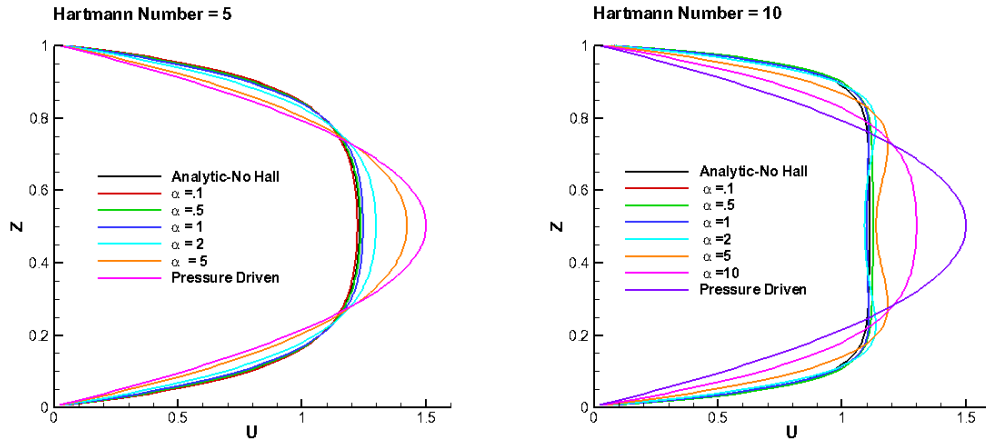 Hartmann Number = 5
1
0.8
0.6
0.4
0.2
0
Z
Analytic-No Hall
α =.1
α =.5
α = 1
α = 2
α = 5
Pressure Driven
0
0.5
1
1.5
U
Hartmann Number = 10
1
0.8
0.6
0.4
0.2
0
Z
Analytic-No Hall
α =.1
α =.5
α =1
α =2
α =5
α =10
Pressure Driven
0
0.5
1
1.5
U